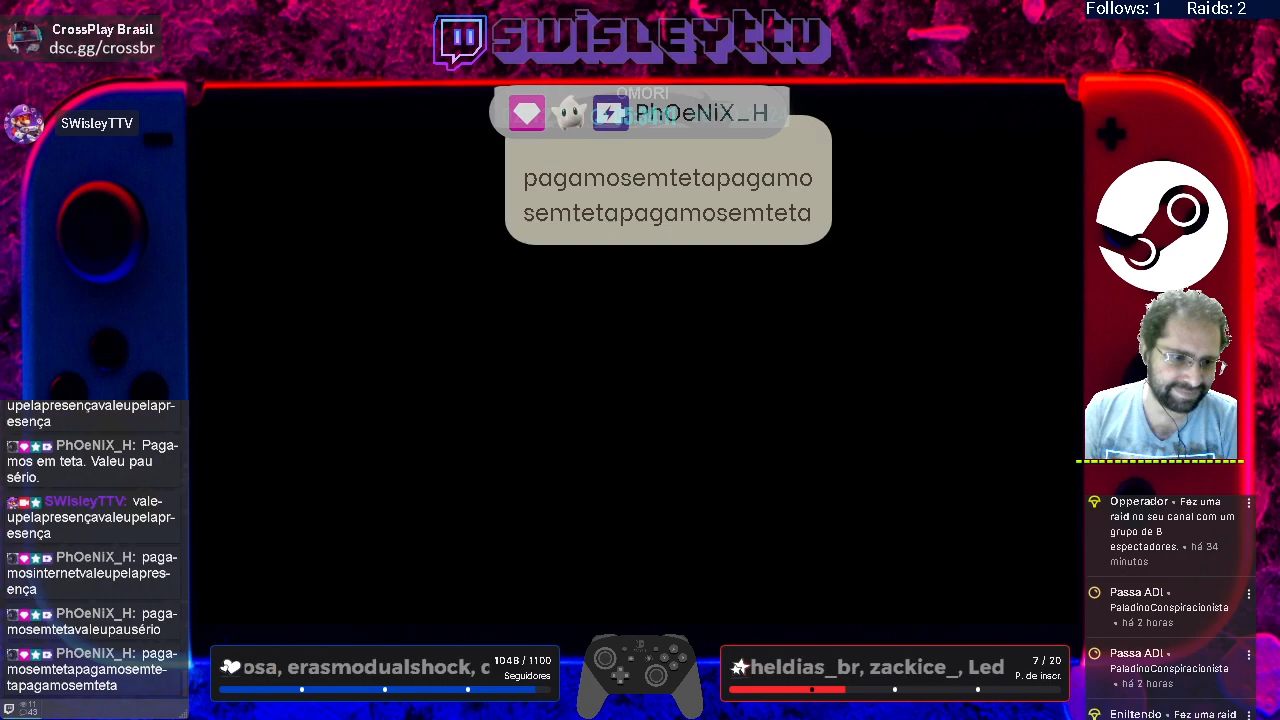 Follows: 1 Raids: 2
CrossPlay Brasil
dsc.gg/crossbr
SWISLEYttv
SWisleyTTV
OMORI
PhOeNiX_H
pagamosemtetapagamo
semtetapagamosemteta
upelapresençavaleupelapr-
esença
PhOeNiX_H: Paga-
mos em teta. Valeu pau
sério.
SWisleyTTV: vale-
upelapresençavaleupelapr-
esença
PhOeNiX_H: paga-
mosinternetvaleupelapres-
ença
PhOeNiX_H: paga-
mosemtetavaleupausério
PhOeNiX_H: paga-
mosemtetapagamosemte-
tapagamosemteta
11
43
osa, erasmodualshock, c
1048 / 1100
Seguidores
heldias_br, zackice_, Led
7 / 20
P. de inscr.
Opperador • Fez uma
raid no seu canal com um
grupo de 8
espectadores. • há 34
minutos
Passa AD! •
PaladinoConspiracionista
• há 2 horas
Passa AD! •
PaladinoConspiracionista
• há 2 horas
Eniltendo • Fez uma raid